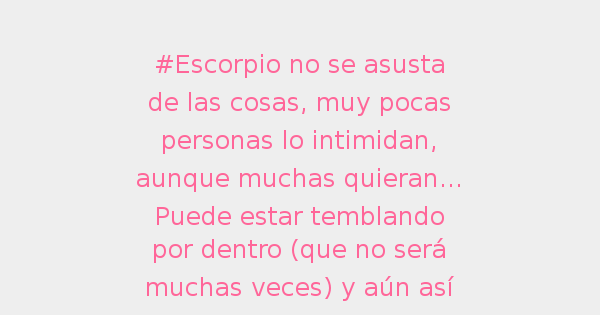 #Escorpio no se asusta
de las cosas, muy pocas
personas lo intimidan,
aunque muchas quieran...
Puede estar temblando
por dentro (que no será
muchas veces) y aún así